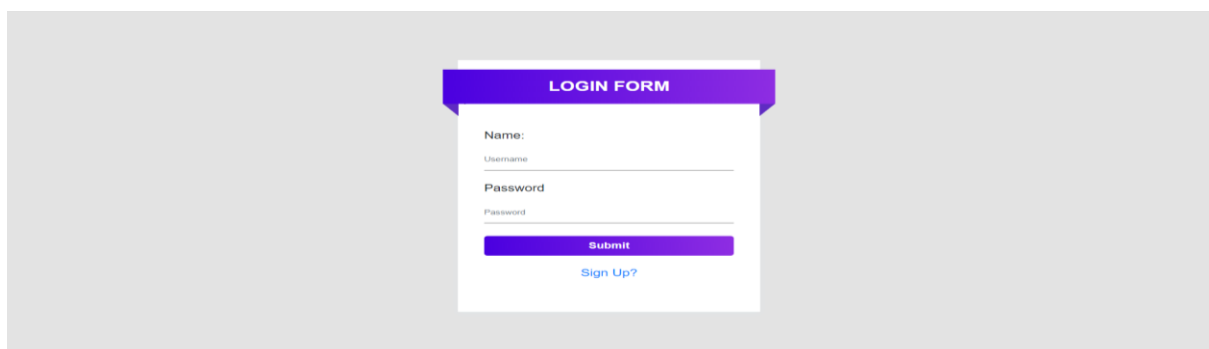 LOGIN FORM
Name:
Username
Password
Password
Submit
Sign Up?